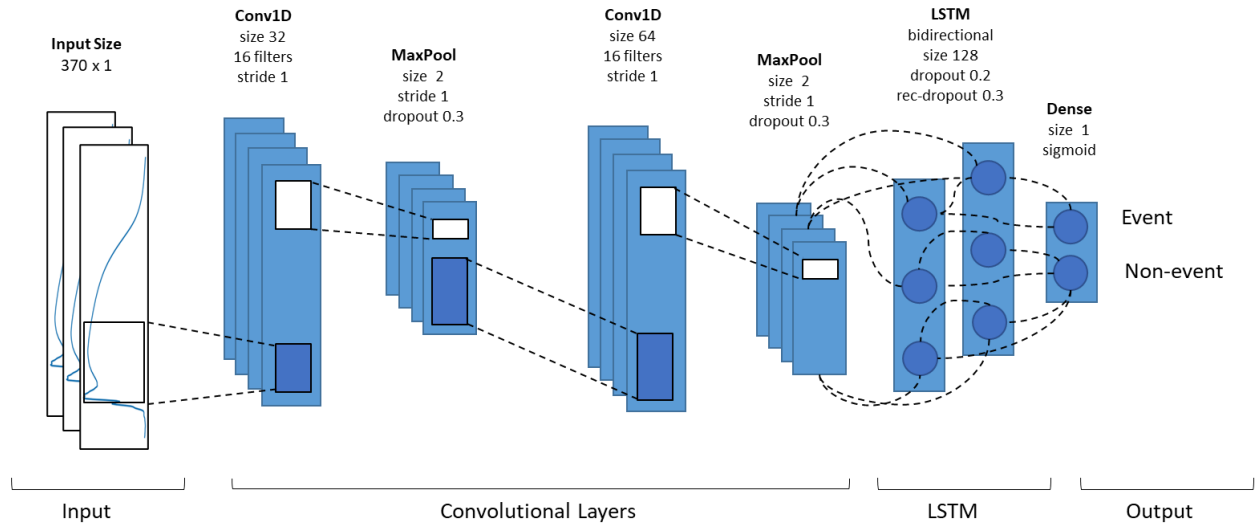 Input Size
370 x 1
Conv1D
size 32
16 filters
stride 1
MaxPool
size 2
stride 1
dropout 0.3
Conv1D
size 64
16 filters
stride 1
MaxPool
size 2
stride 1
dropout 0.3
LSTM
bidirectional
size 128
dropout 0.2
rec-dropout 0.3
Dense
size 1
sigmoid
Event
Non-event
Input
Convolutional Layers
LSTM
Output